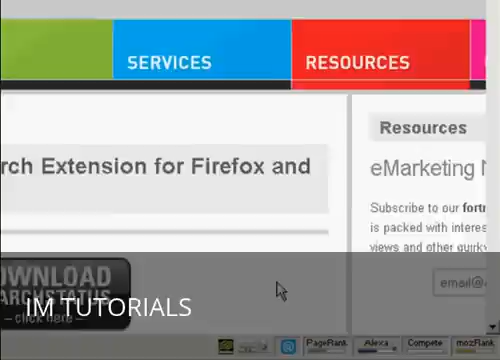 SERVICES
RESOURCES
Resources
rch Extension for Firefox and
eMarketing
Subscribe to our fort
is packed with interes
views and other quirky
OWNLOAD
ARCHSTATUS
– click here –
email@
IM TUTORIALS
PageRank
Alexa
Compete
mozRank